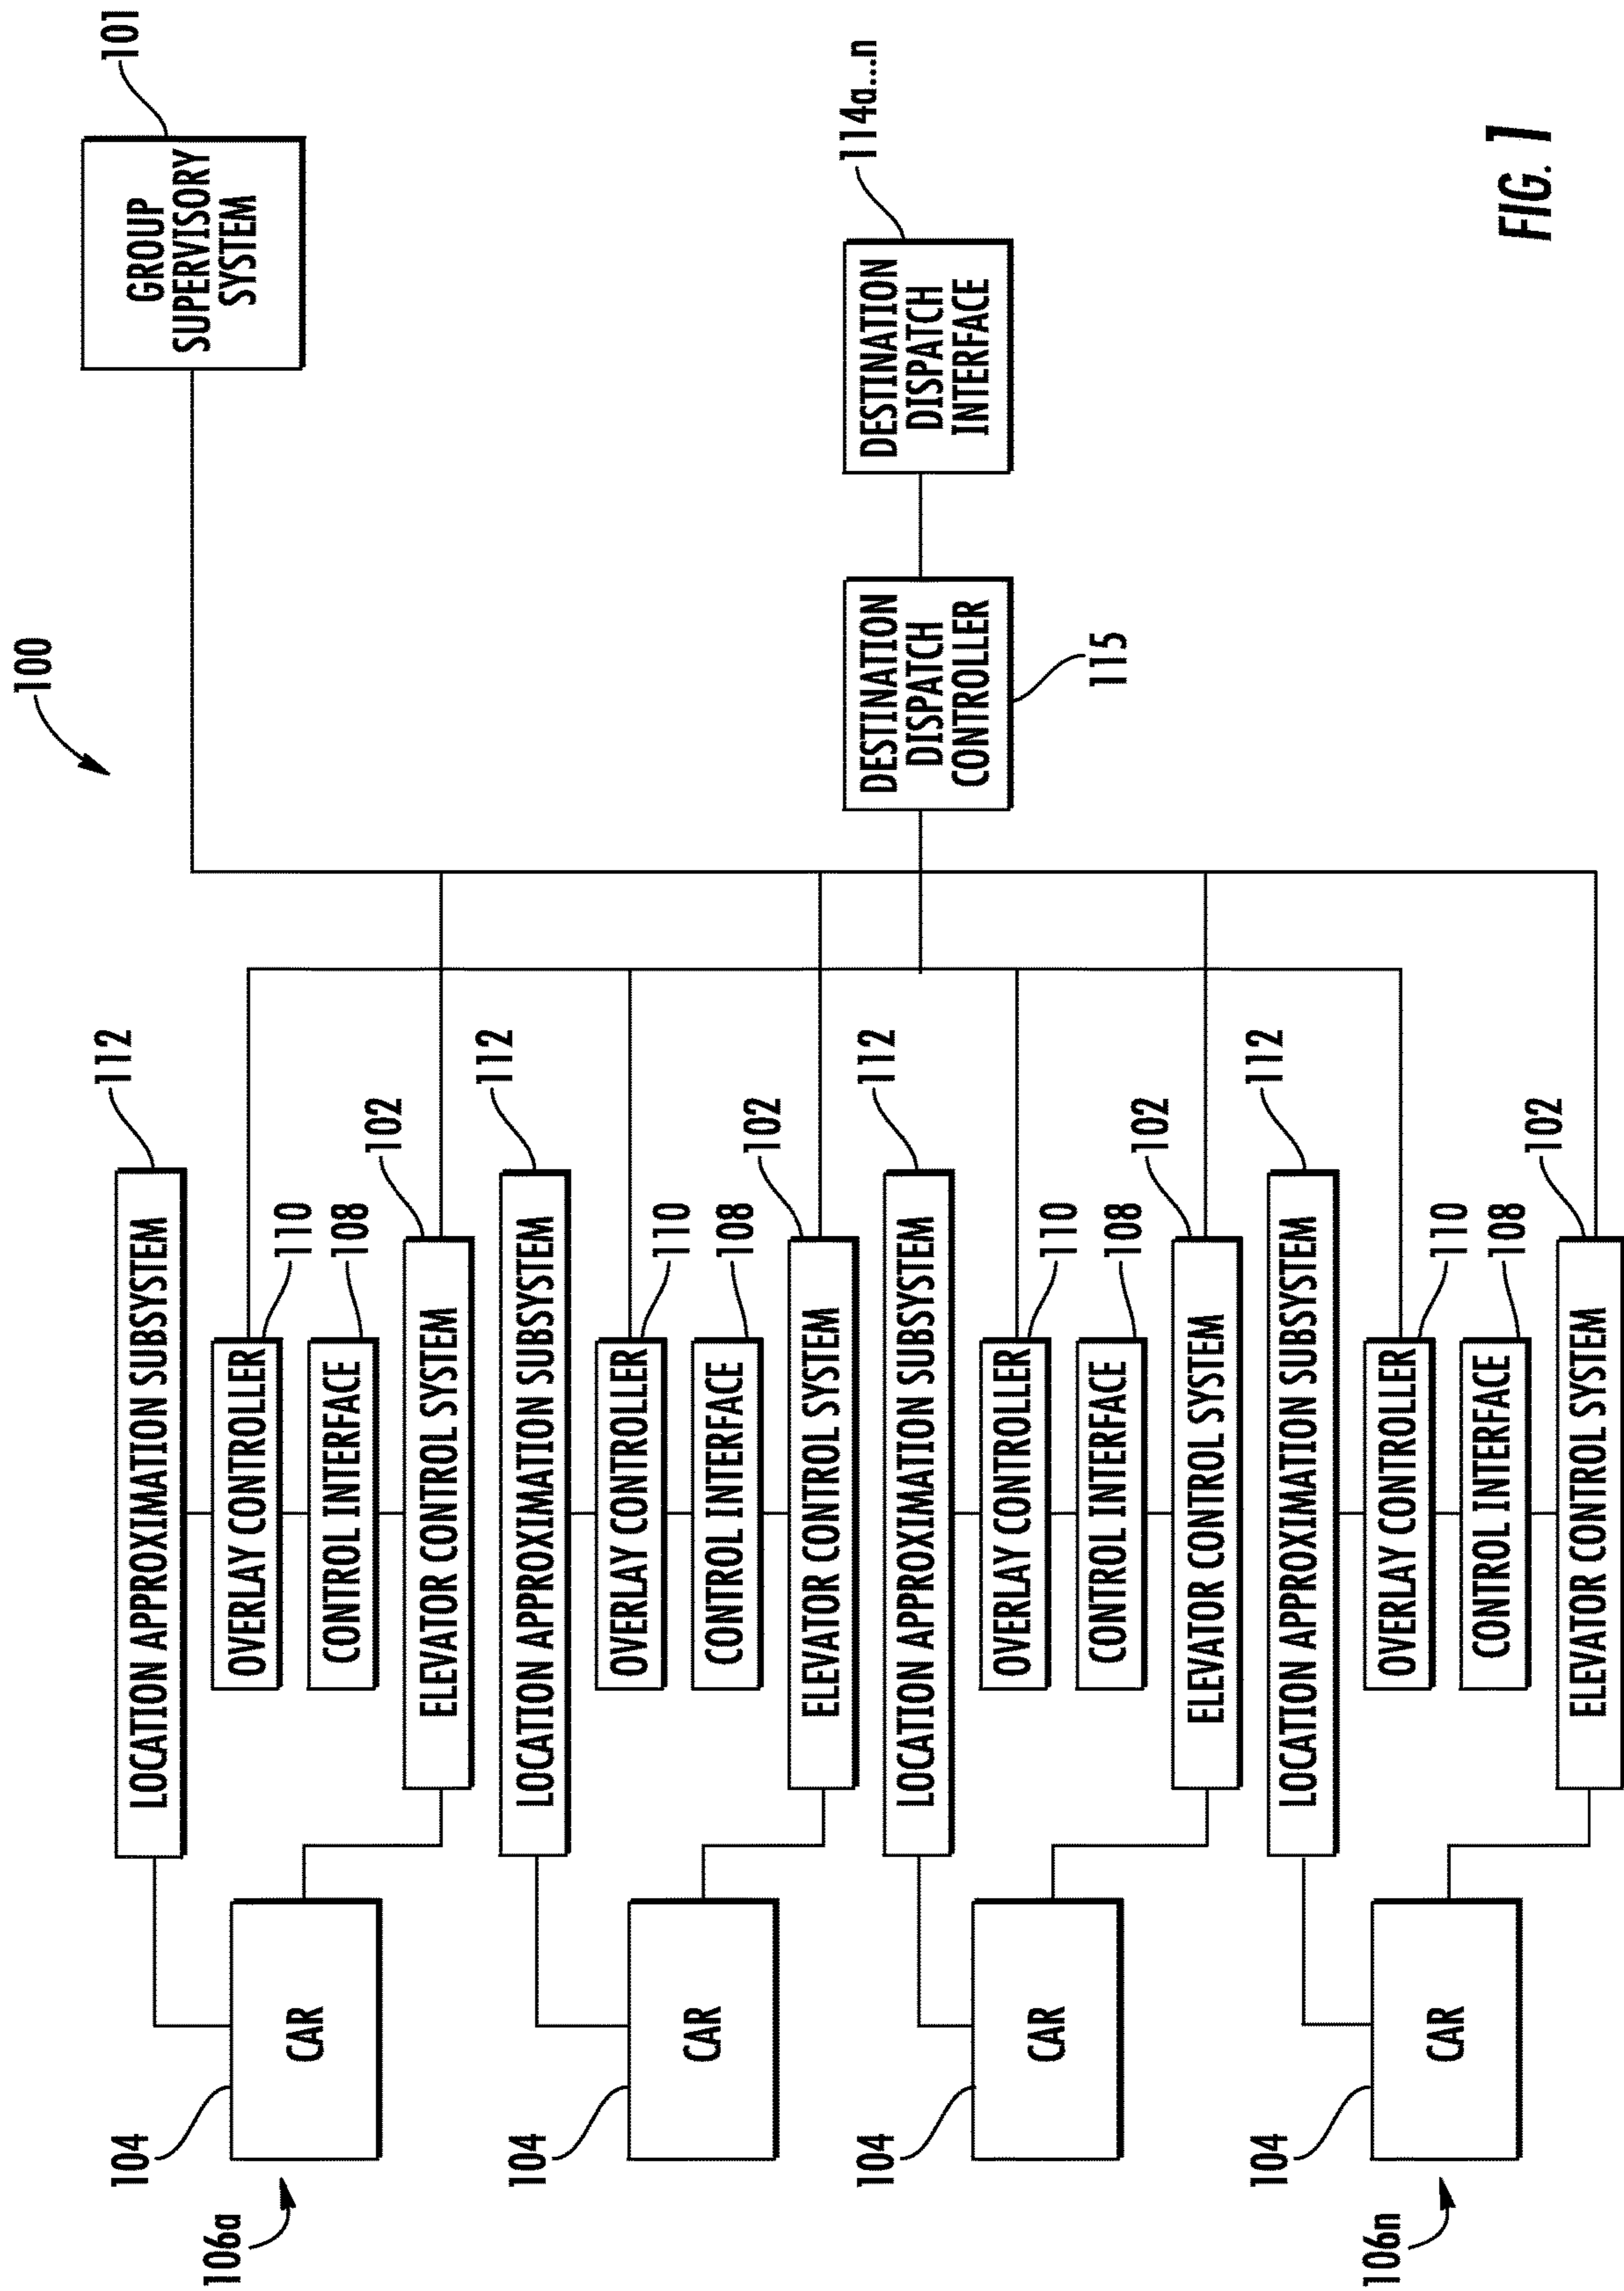 100
101
GROUP
SUPERVISORY
SYSTEM
114a...n
DESTINATION
DISPATCH
INTERFACE
DESTINATION
DISPATCH
CONTROLLER
115
106a
104
CAR
112
LOCATION APPROXIMATION SUBSYSTEM
110
OVERLAY CONTROLLER
108
CONTROL INTERFACE
102
ELEVATOR CONTROL SYSTEM
104
CAR
112
LOCATION APPROXIMATION SUBSYSTEM
110
OVERLAY CONTROLLER
108
CONTROL INTERFACE
102
ELEVATOR CONTROL SYSTEM
104
CAR
112
LOCATION APPROXIMATION SUBSYSTEM
110
OVERLAY CONTROLLER
108
CONTROL INTERFACE
102
ELEVATOR CONTROL SYSTEM
106n
104
CAR
112
LOCATION APPROXIMATION SUBSYSTEM
110
OVERLAY CONTROLLER
108
CONTROL INTERFACE
102
ELEVATOR CONTROL SYSTEM
FIG. 1